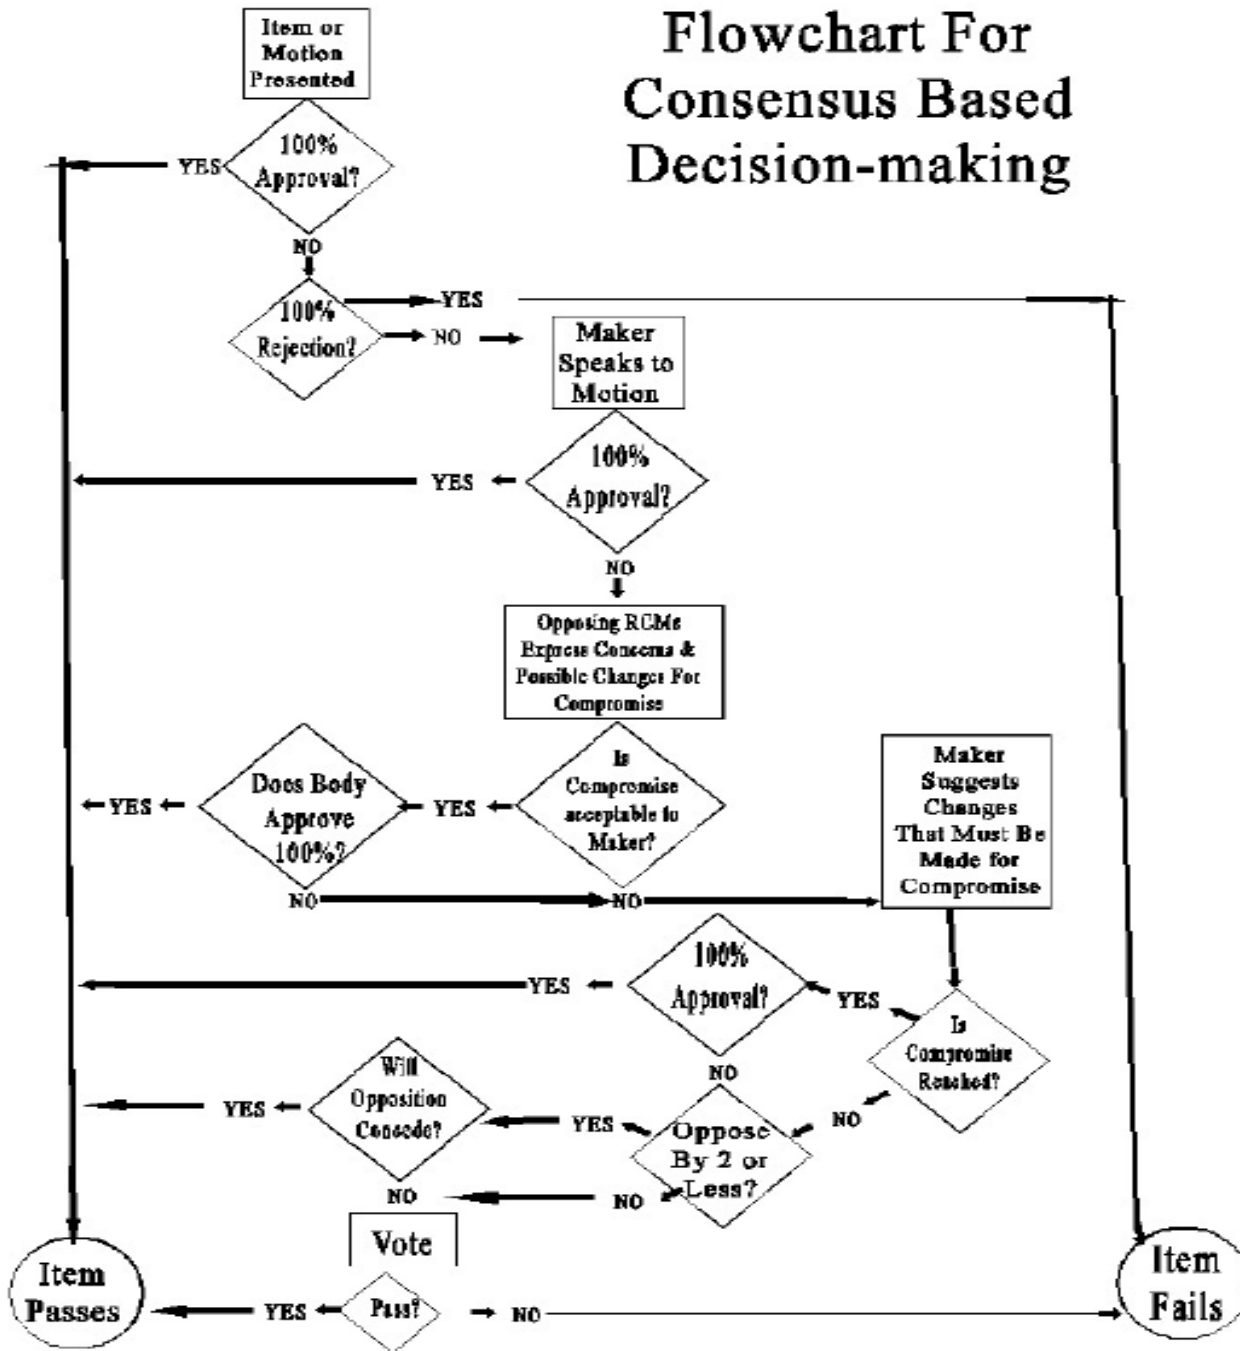 Flowchart For
Consensus Based
Decision-making
Item or
Motion
Presented
100%
Approval?
YES
NO
100%
Rejection?
YES
NO
Maker
Speaks to
Motion
100%
Approval?
YES
NO
Opposing RCMs
Express Concerns &
Possible Changes For
Compromise
Is
Compromise
acceptable to
Maker?
YES
Does Body
Approve
100%?
YES
NO
NO
Maker
Suggests
Changes
That Must Be
Made for
Compromise
Is
Compromise
Reached?
YES
NO
100%
Approval?
YES
NO
Oppose
By 2 or
Less?
YES
NO
Will
Opposition
Concede?
YES
NO
Vote
Pass?
YES
NO
Item
Passes
Item
Fails